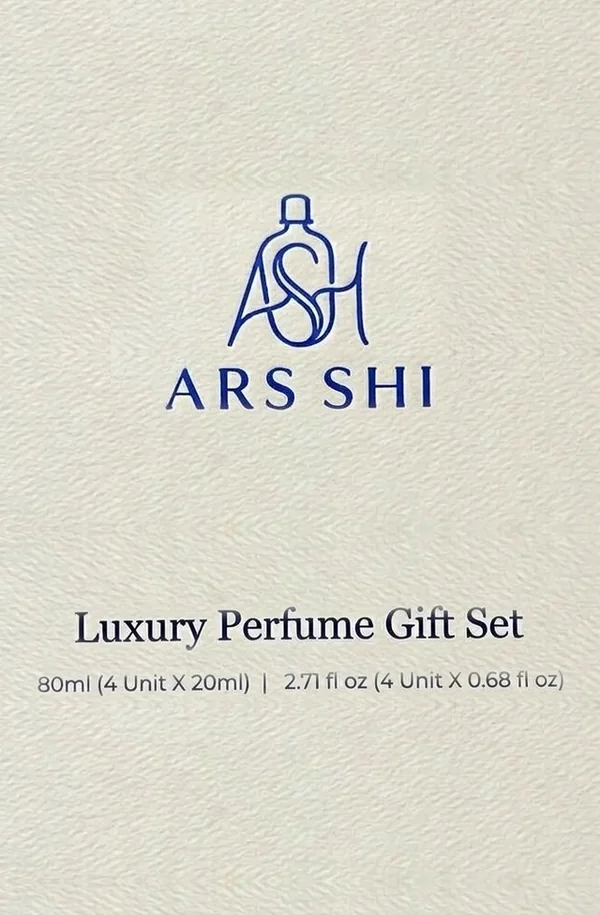 ASH
ARS SHI
Luxury Perfume Gift Set
80ml (4 Unit X 20ml) | 2.71 fl oz (4 Unit X 0.68 fl oz)